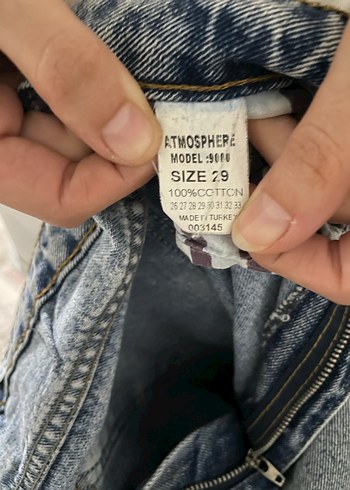 ATMOSPHERE
MODEL :9000
SIZE 29
100%COTTON
26 27 28 29 30 31 32 33
MADE IN TURKEY
003145